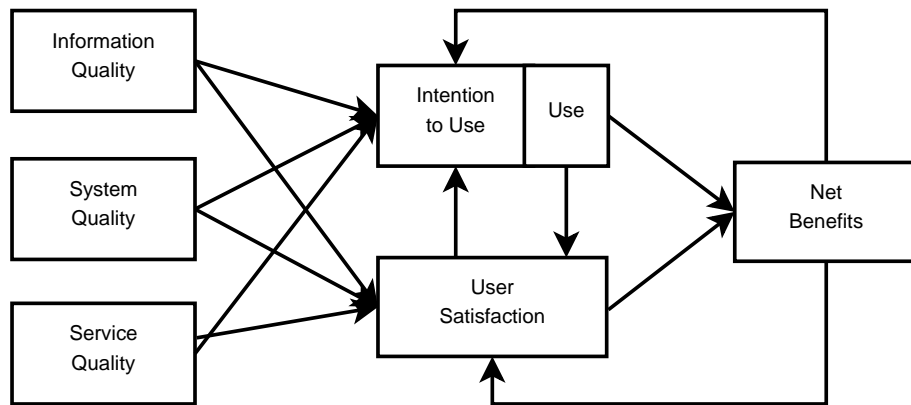 Information
Quality
System
Quality
Service
Quality
Intention
to Use
Use
User
Satisfaction
Net
Benefits